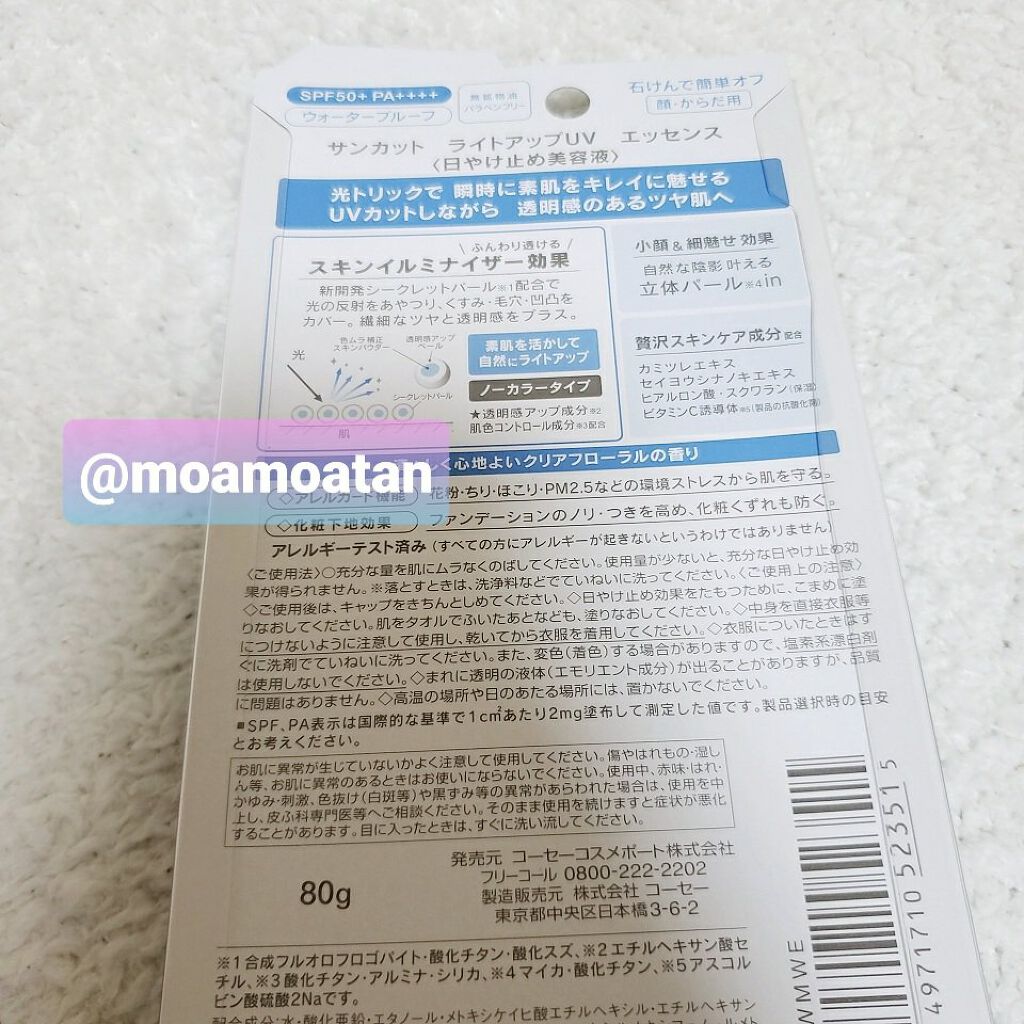 SPF50+ PA++++
ウォータープルーフ
無鉱物油
パラベンフリー
石けんで簡単オフ
顔・からだ用
サンカット ライトアップUV エッセンス
〈日やけ止め美容液〉
光トリックで 瞬時に素肌をキレイに魅せる
UVカットしながら 透明感のあるツヤ肌へ
\ ふんわり透ける /
スキンイルミナイザー効果
新開発シークレットパール※1配合で
光の反射をあやつり、くすみ・毛穴・凹凸を
カバー。繊細なツヤと透明感をプラス。
色ムラ補正
スキンパウダー
透明感アップ
ベール
光
シークレットパール
肌
素肌を活かして
自然にライトアップ
ノーカラータイプ
★透明感アップ成分※2
肌色コントロール成分※3配合
小顔&細魅せ効果
自然な陰影叶える
立体パール※4in
贅沢スキンケア成分配合
カミツレエキス
セイヨウシナノキエキス
ヒアルロン酸・スクワラン(保湿)
ビタミンC誘導体※5(製品の抗酸化剤)
@moamoatan
しく心地よいクリアフローラルの香り
◇アレルガード機能 花粉・ちり・ほこり・PM2.5などの環境ストレスから肌を守る。
◇化粧下地効果 ファンデーションのノリ・つきを高め、化粧くずれも防ぐ。
アレルギーテスト済み(すべての方にアレルギーが起きないというわけではありません)
〈ご使用法〉○充分な量を肌にムラなくのばしてください。使用量が少ないと、充分な日やけ止め効
果が得られません。※落とすときは、洗浄料などでていねいに洗ってください。〈ご使用上の注意〉
◇ご使用後は、キャップをきちんとしめてください。◇日やけ止め効果をたもつために、こまめに塗
りなおしてください。肌をタオルでふいたあとなども、塗りなおしてください。◇中身を直接衣服等
につけないように注意して使用し、乾いてから衣服を着用してください。◇衣服についたときはす
ぐに洗剤でていねいに洗ってください。また、変色(着色)する場合がありますので、塩素系漂白剤
は使用しないでください。◇まれに透明の液体(エモリエント成分)が出ることがありますが、品質
に問題はありません。◇高温の場所や日のあたる場所には、置かないでください。
■SPF、PA表示は国際的な基準で1c㎡あたり2mg塗布して測定した値です。製品選択時の目安
とお考えください。
お肌に異常が生じていないかよく注意して使用してください。傷やはれもの・湿し
ん等、お肌に異常のあるときはお使いにならないでください。使用中、赤味・はれ・
かゆみ・刺激、色抜け(白斑等)や黒ずみ等の異常があらわれた場合は、使用を中
止し、皮ふ科専門医等へご相談ください。そのまま使用を続けますと症状が悪化
することがあります。目に入ったときは、すぐに洗い流してください。
80g
発売元 コーセーコスメポート株式会社
フリーコール 0800-222-2202
製造販売元 株式会社 コーセー
東京都中央区日本橋3-6-2
WMWE
4971710 523515
※1合成フルオロフロゴパイト・酸化チタン・酸化スズ、※2エチルヘキサン酸セ
チル、※3酸化チタン・アルミナ・シリカ、※4マイカ・酸化チタン、※5アスコル
ビン酸硫酸2Naです。
配合成分:水・酸化亜鉛・エタノール・メトキシケイヒ酸エチルヘキシル・エチルヘキサン